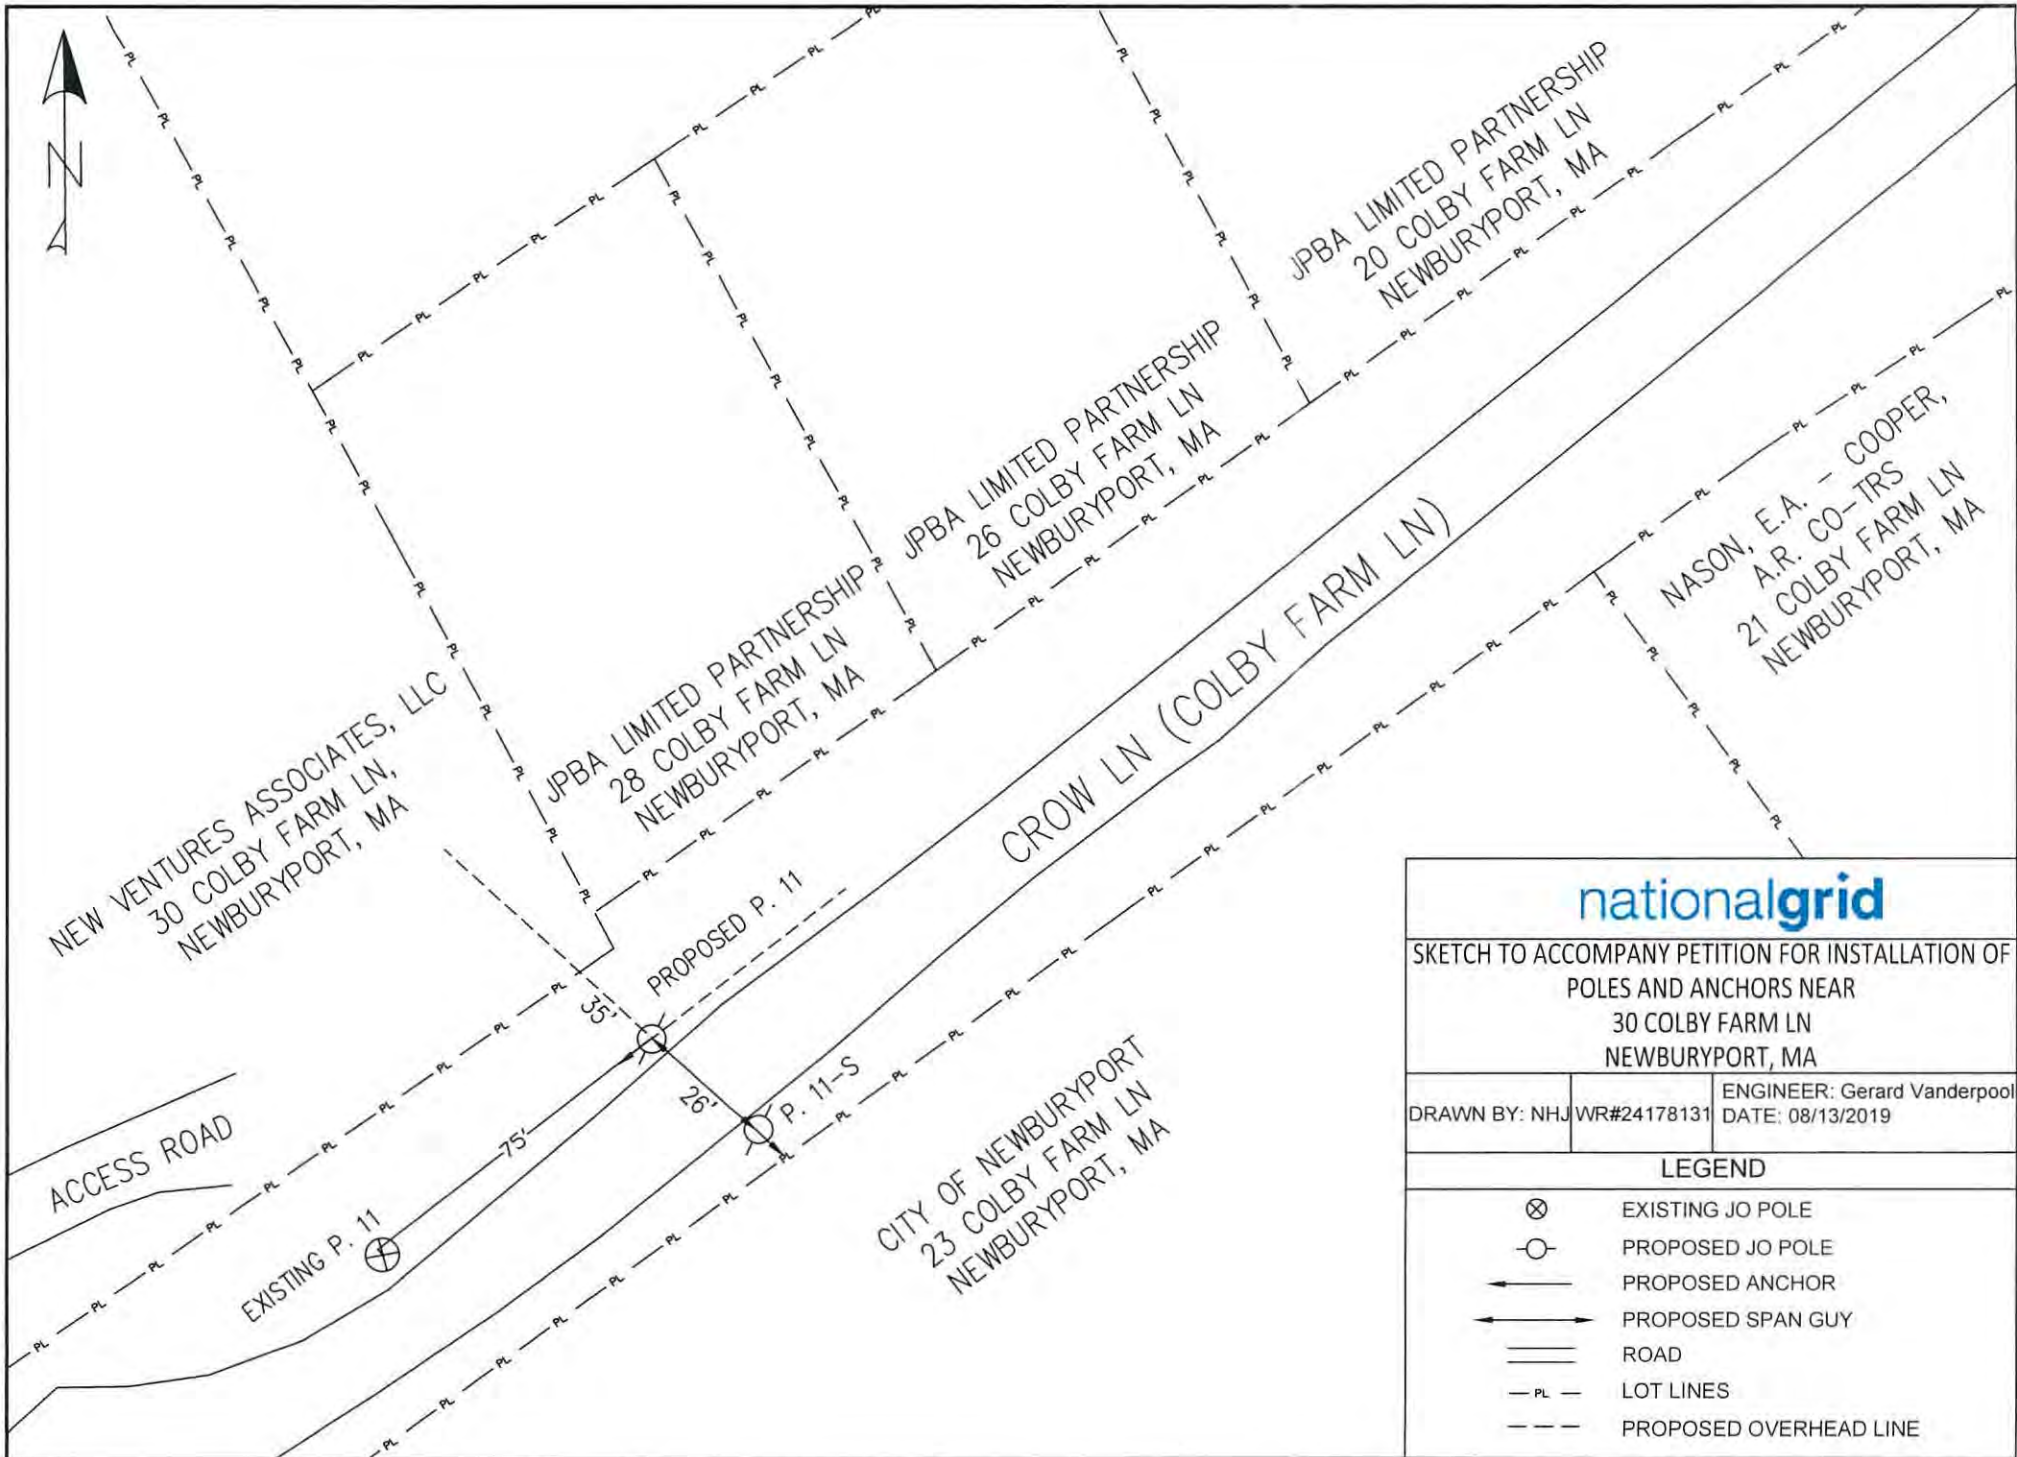 N
JPBA LIMITED PARTNERSHIP
20 COLBY FARM LN
NEWBURYPORT, MA
JPBA LIMITED PARTNERSHIP
26 COLBY FARM LN
NEWBURYPORT, MA
NASON, E.A. - COOPER,
A.R. CO-TRS
21 COLBY FARM LN
NEWBURYPORT, MA
JPBA LIMITED PARTNERSHIP
28 COLBY FARM LN
NEWBURYPORT, MA
NEW VENTURES ASSOCIATES, LLC
30 COLBY FARM LN,
NEWBURYPORT, MA
CROW LN (COLBY FARM LN)
PROPOSED P. 11
35'
26'
P. 11-S
75'
ACCESS ROAD
EXISTING P. 11
CITY OF NEWBURYPORT
23 COLBY FARM LN
NEWBURYPORT, MA
nationalgrid
SKETCH TO ACCOMPANY PETITION FOR INSTALLATION OF
POLES AND ANCHORS NEAR
30 COLBY FARM LN
NEWBURYPORT, MA
DRAWN BY: NHJ
WR#24178131
ENGINEER: Gerard Vanderpool
DATE: 08/13/2019
LEGEND
EXISTING JO POLE
PROPOSED JO POLE
PROPOSED ANCHOR
PROPOSED SPAN GUY
ROAD
PL LOT LINES
PROPOSED OVERHEAD LINE